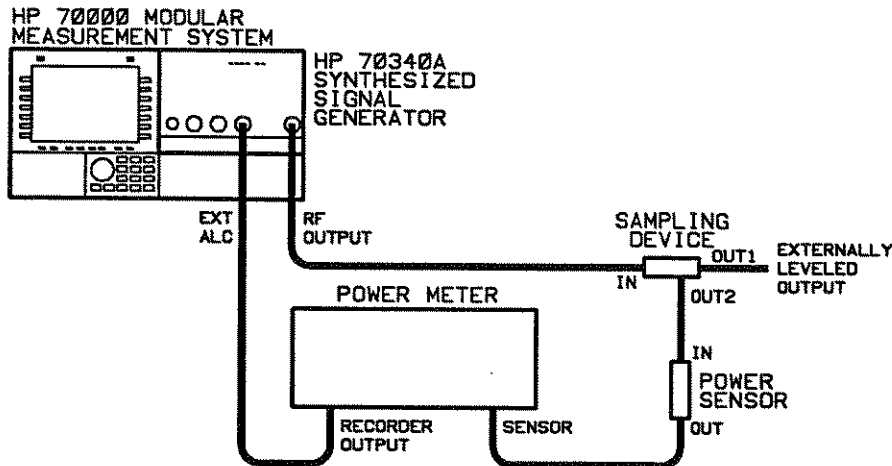 HP 70000 MODULAR
MEASUREMENT SYSTEM
HP 70340A
SYNTHESIZED
SIGNAL
GENERATOR
EXT
ALC
RF
OUTPUT
SAMPLING
DEVICE
OUT1
EXTERNALLY
LEVELED
OUTPUT
IN
OUT2
POWER METER
IN
POWER
SENSOR
OUT
RECORDER
OUTPUT
SENSOR